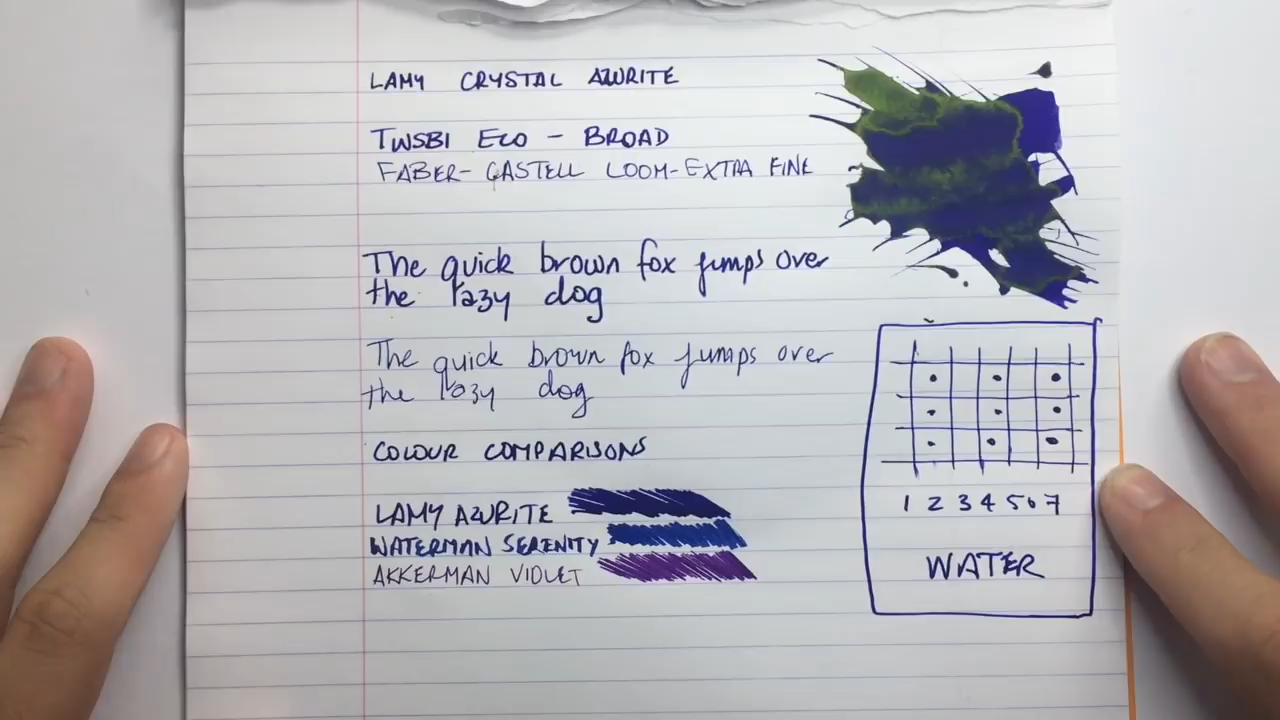 LAMY CRYSTAL AZURITE
TWSBI ECO - BROAD
FABER-CASTELL LOOM-EXTRA FINE
The quick brown fox jumps over
the lazy dog
The quick brown fox jumps over
the lazy dog
COLOUR COMPARISONS
LAMY AZURITE
WATERMAN SERENITY
AKKERMAN VIOLET
1 2 3 4 5 6 7
WATER